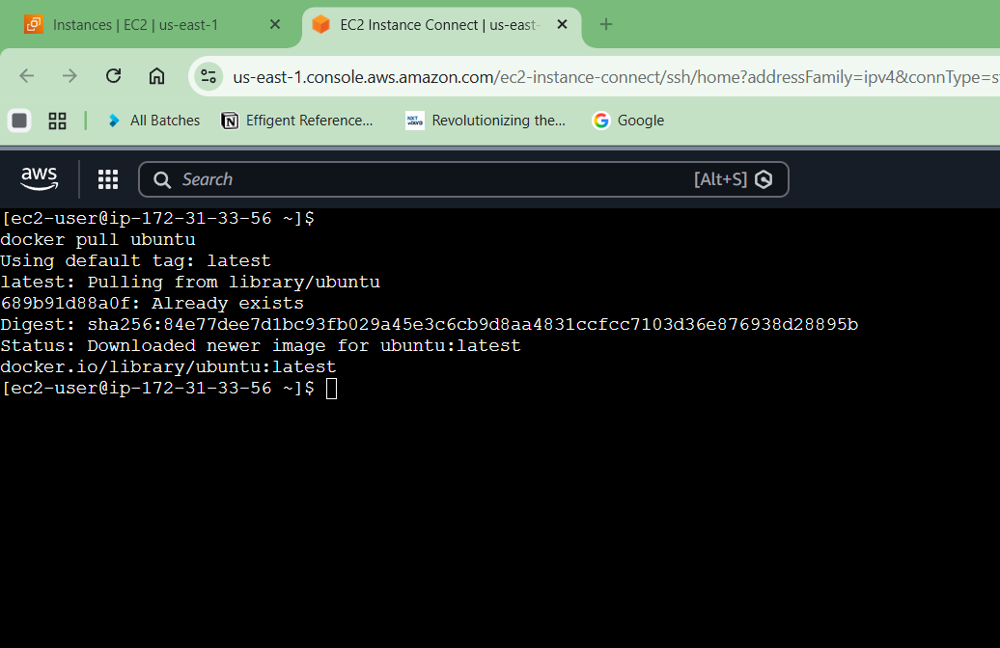 Instances | EC2 | us-east-1
EC2 Instance Connect | us-east-
us-east-1.console.aws.amazon.com/ec2-instance-connect/ssh/home?addressFamily=ipv4&connType=s
All Batches
Effigent Reference...
NXT WAVE
Revolutionizing the...
Google
aws
Search
[Alt+S]
[ec2-user@ip-172-31-33-56 ~]$
docker pull ubuntu
Using default tag: latest
latest: Pulling from library/ubuntu
689b91d88a0f: Already exists
Digest: sha256:84e77dee7d1bc93fb029a45e3c6cb9d8aa4831ccfcc7103d36e876938d28895b
Status: Downloaded newer image for ubuntu:latest
docker.io/library/ubuntu:latest
[ec2-user@ip-172-31-33-56 ~]$